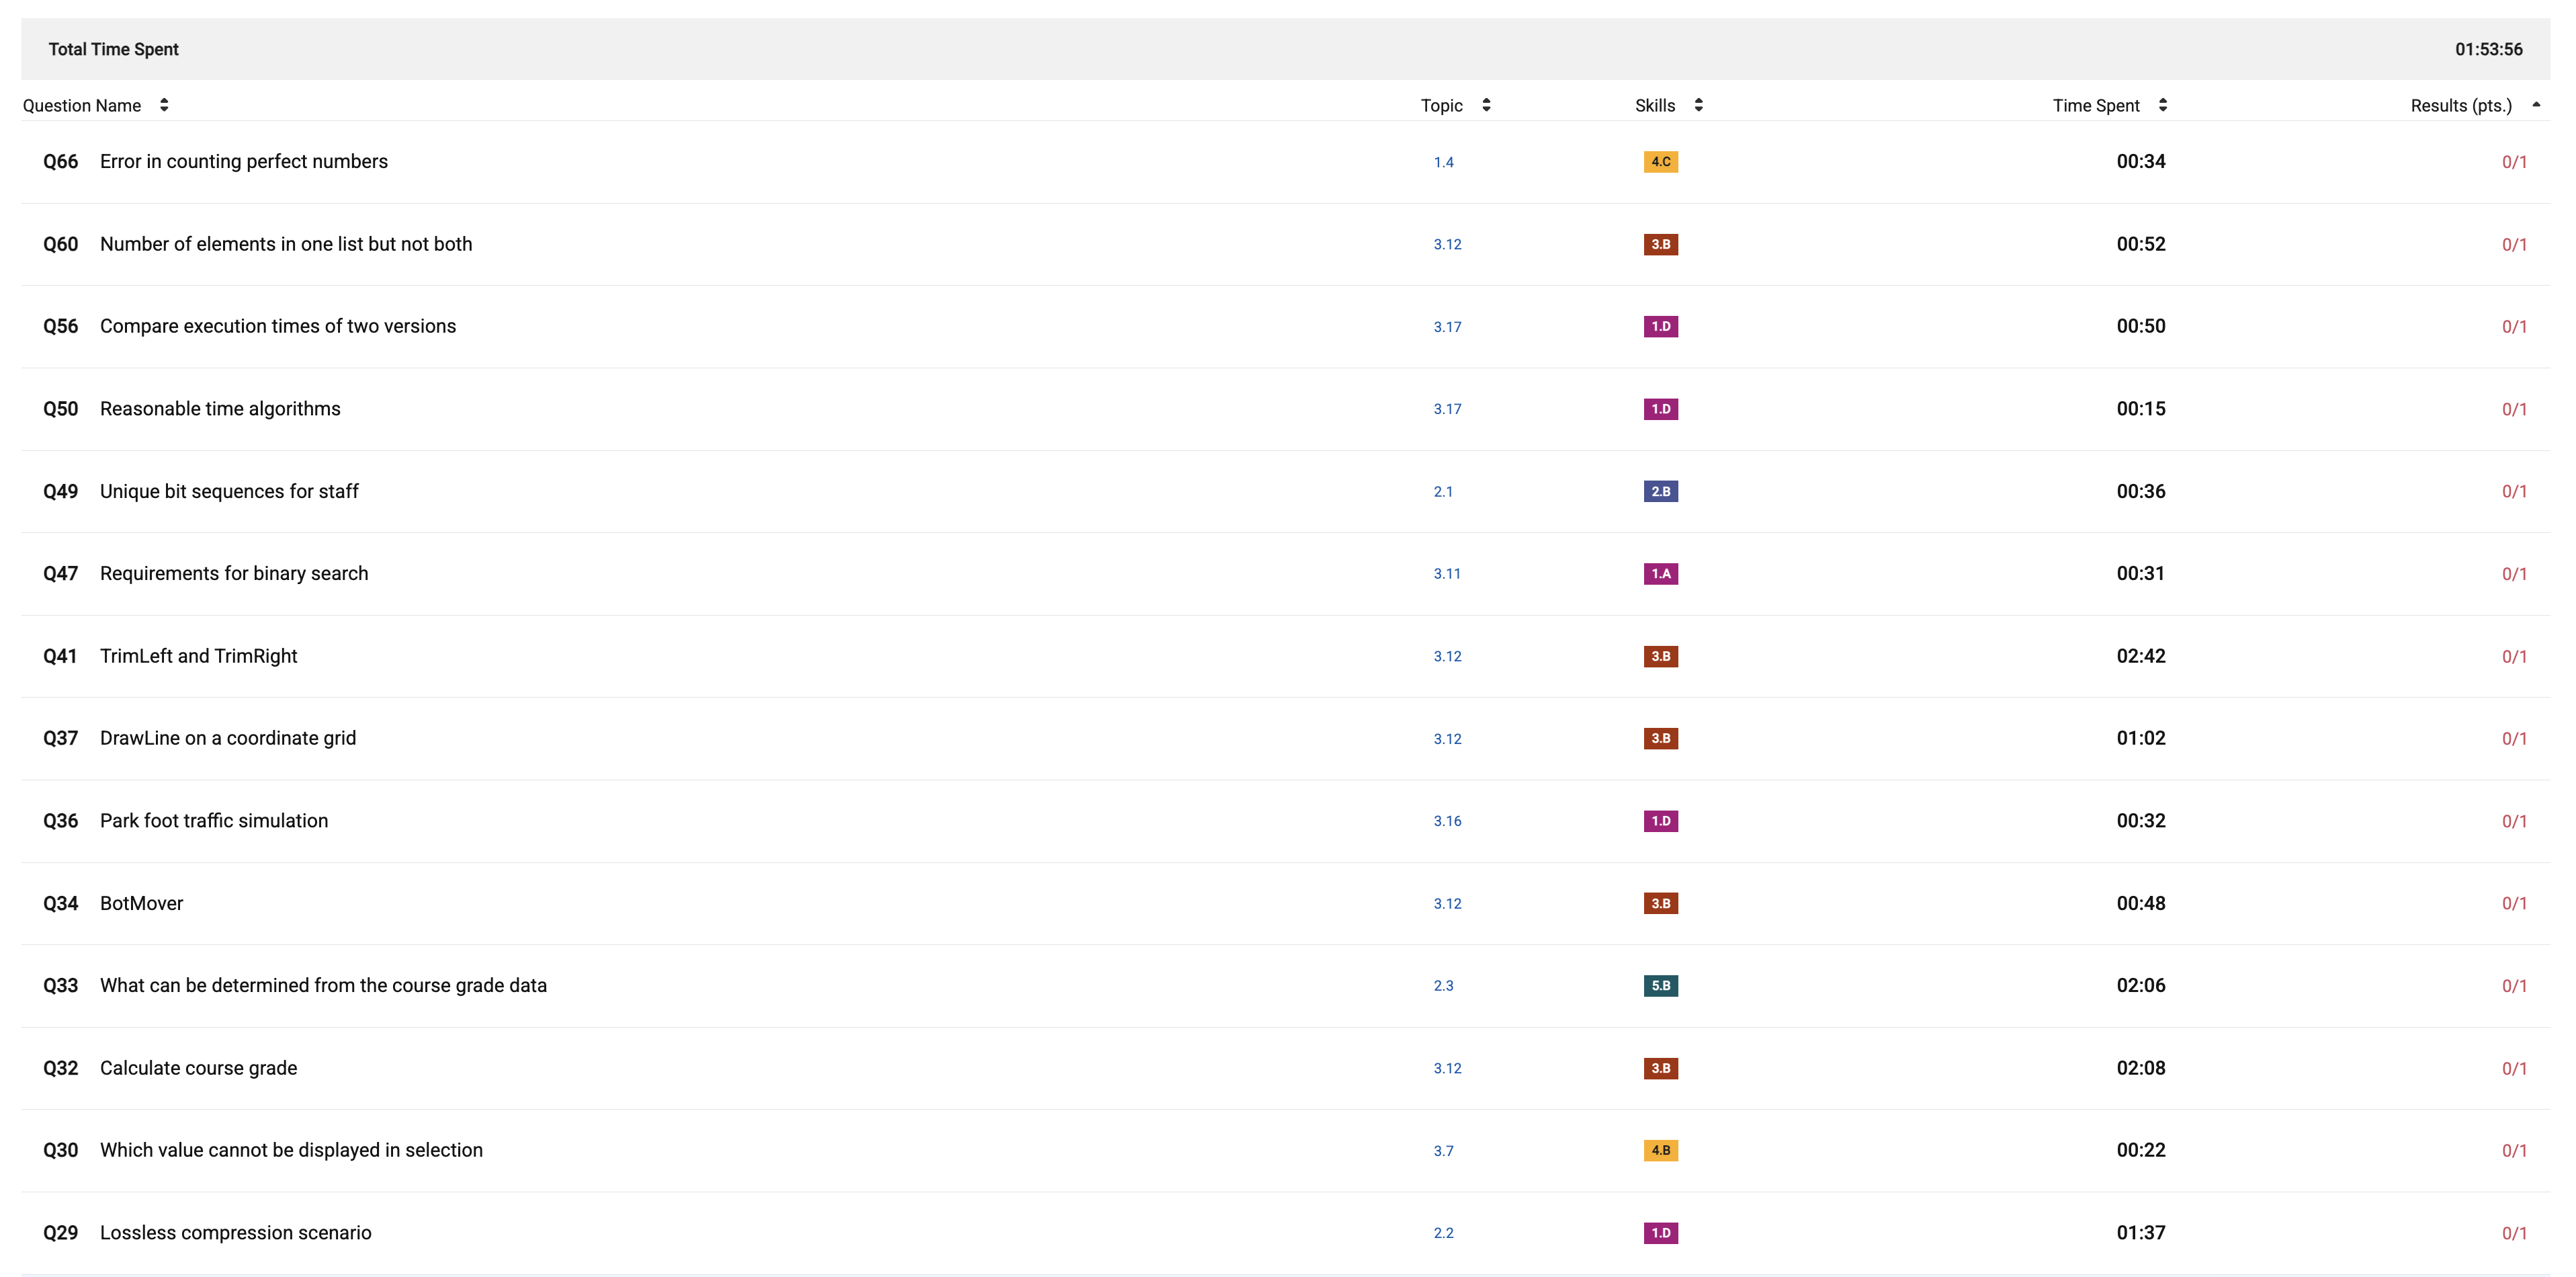 Total Time Spent 01:53:56
Question Name Topic Skills Time Spent Results (pts.)
Q66 Error in counting perfect numbers 1.4 4.C 00:34 0/1
Q60 Number of elements in one list but not both 3.12 3.B 00:52 0/1
Q56 Compare execution times of two versions 3.17 1.D 00:50 0/1
Q50 Reasonable time algorithms 3.17 1.D 00:15 0/1
Q49 Unique bit sequences for staff 2.1 2.B 00:36 0/1
Q47 Requirements for binary search 3.11 1.A 00:31 0/1
Q41 TrimLeft and TrimRight 3.12 3.B 02:42 0/1
Q37 DrawLine on a coordinate grid 3.12 3.B 01:02 0/1
Q36 Park foot traffic simulation 3.16 1.D 00:32 0/1
Q34 BotMover 3.12 3.B 00:48 0/1
Q33 What can be determined from the course grade data 2.3 5.B 02:06 0/1
Q32 Calculate course grade 3.12 3.B 02:08 0/1
Q30 Which value cannot be displayed in selection 3.7 4.B 00:22 0/1
Q29 Lossless compression scenario 2.2 1.D 01:37 0/1